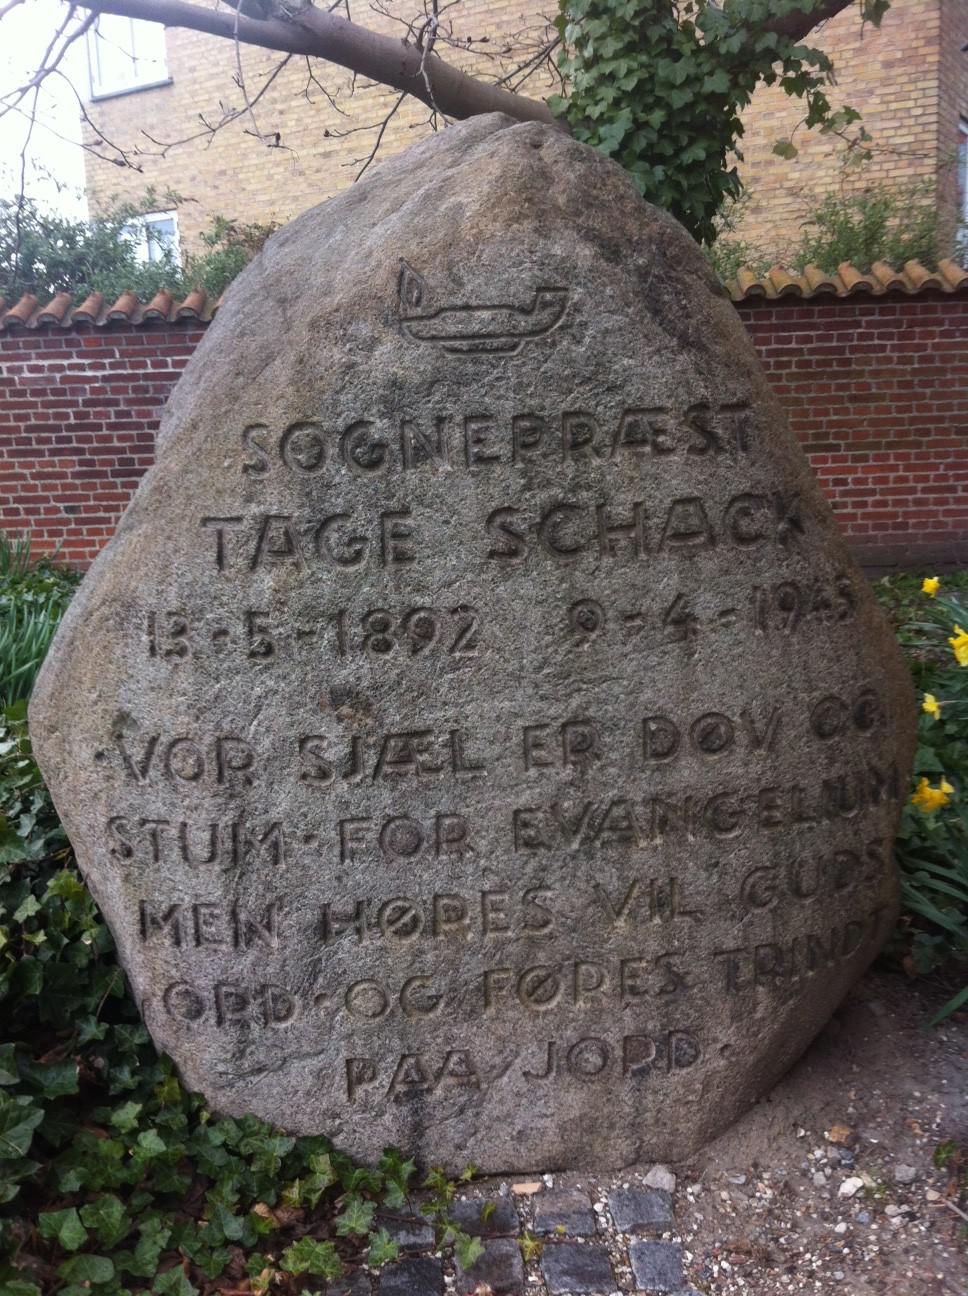 SOGNEPRÆST
TAGE SCHACK
13-5-1892 9-4-1945
VOR SJÆL ER DØV OG
STUM · FOR EVANGELIUM
MEN HØRES VIL GUDS
ORD · OG FØRES TRINDT
PAA JORD